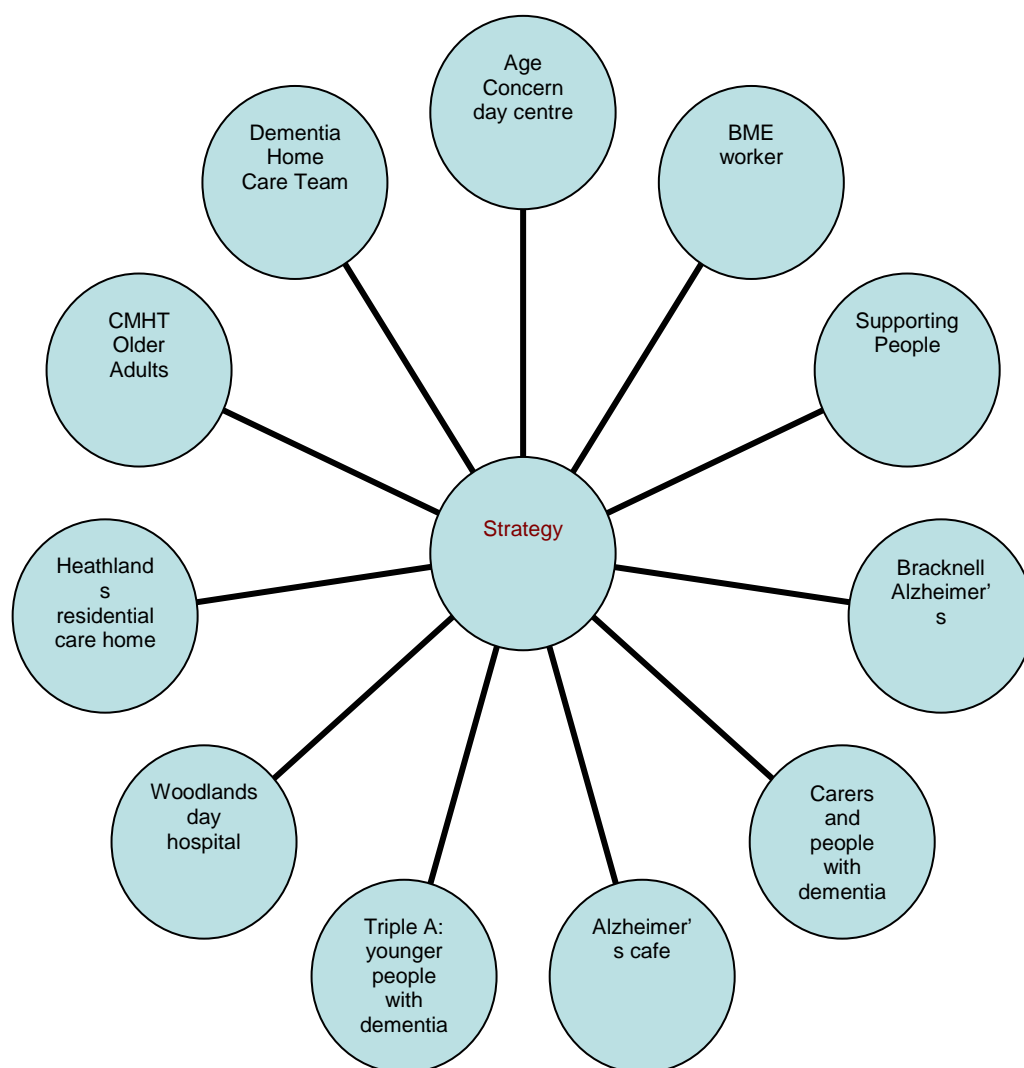 Age
Concern
day centre
BME
worker
Supporting
People
Bracknell
Alzheimer'
s
Carers
and
people
with
dementia
Alzheimer'
s cafe
Triple A:
younger
people
with
dementia
Woodlands
day
hospital
Heathland
s
residential
care home
CMHT
Older
Adults
Dementia
Home
Care Team
Strategy